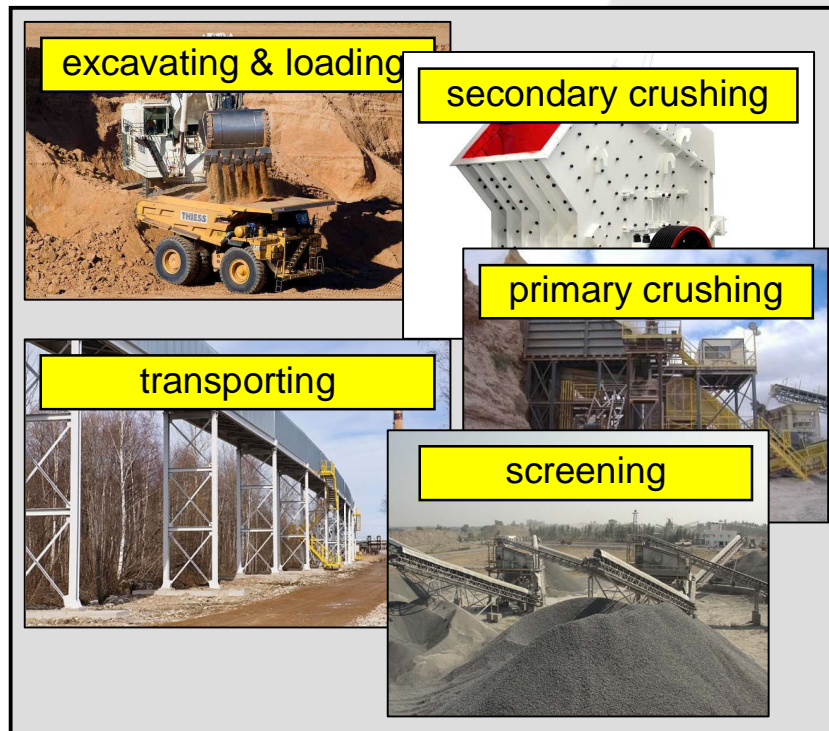 excavating & loading
secondary crushing
THIESS
primary crushing
transporting
screening